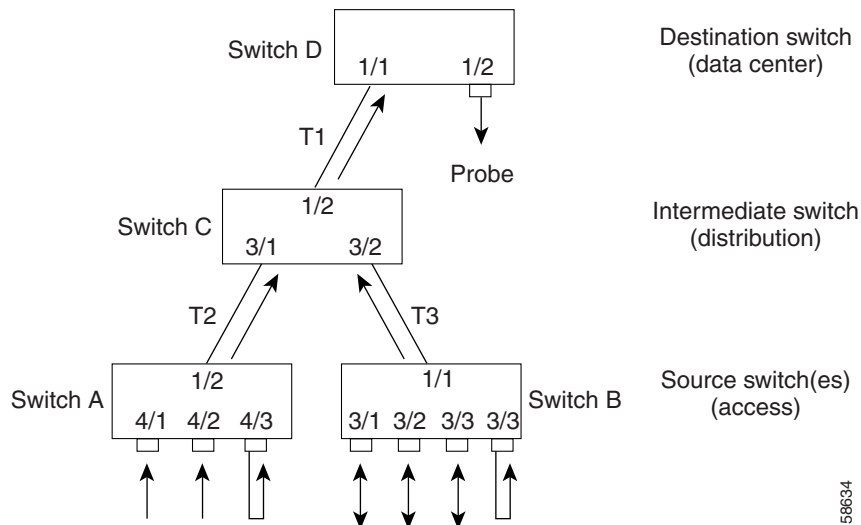 Switch D
1/1 1/2
Destination switch
(data center)
T1
Probe
Switch C
1/2
3/1 3/2
Intermediate switch
(distribution)
T2 T3
Switch A
1/2
4/1 4/2 4/3
1/1
3/1 3/2 3/3 3/3
Switch B
Source switch(es)
(access)
58634